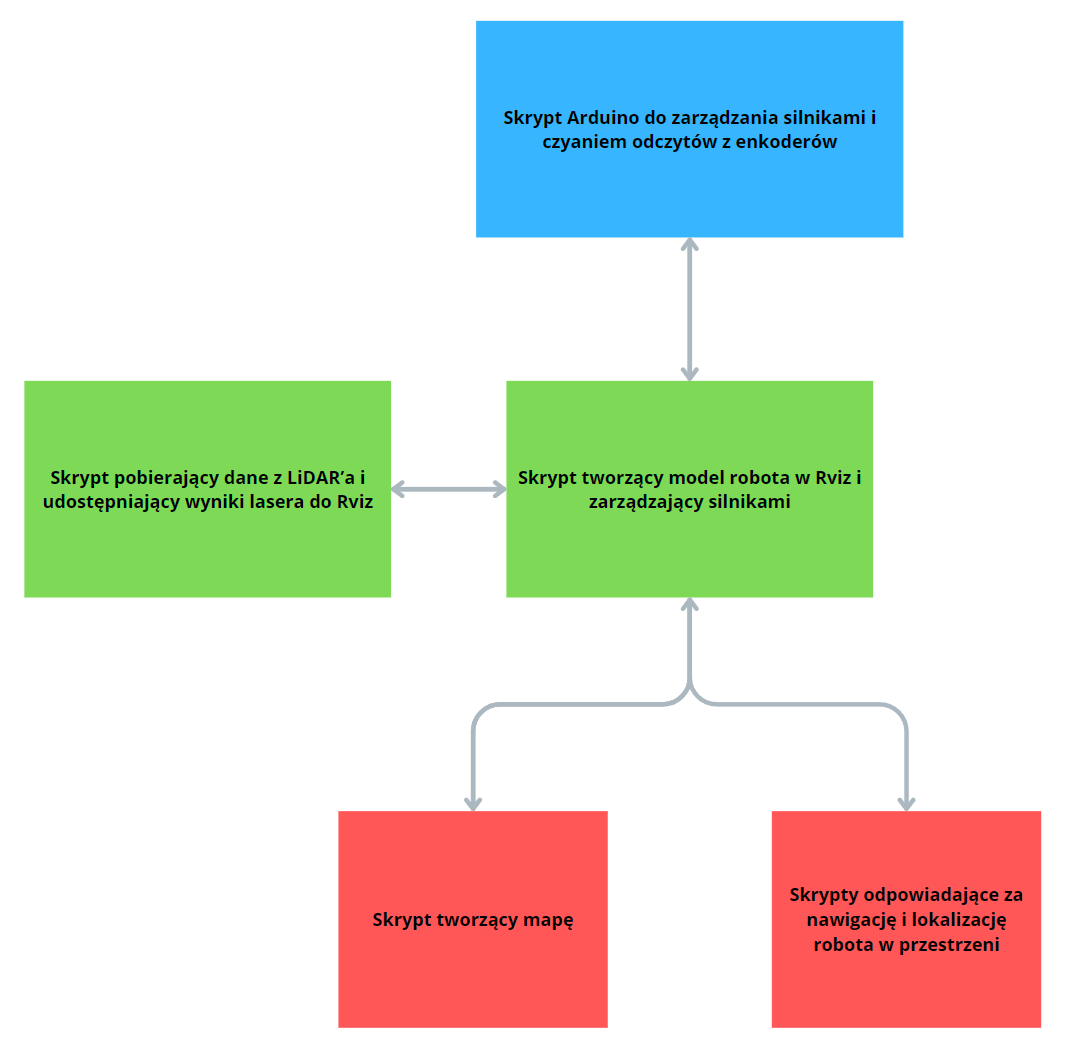 Skrypt Arduino do zarządzania silnikami i
czyaniem odczytów z enkoderów
Skrypt pobierający dane z LiDAR’a i
udostępniający wyniki lasera do Rviz
Skrypt tworzący model robota w Rviz i
zarządzający silnikami
Skrypt tworzący mapę
Skrypty odpowiadające za
nawigację i lokalizację
robota w przestrzeni